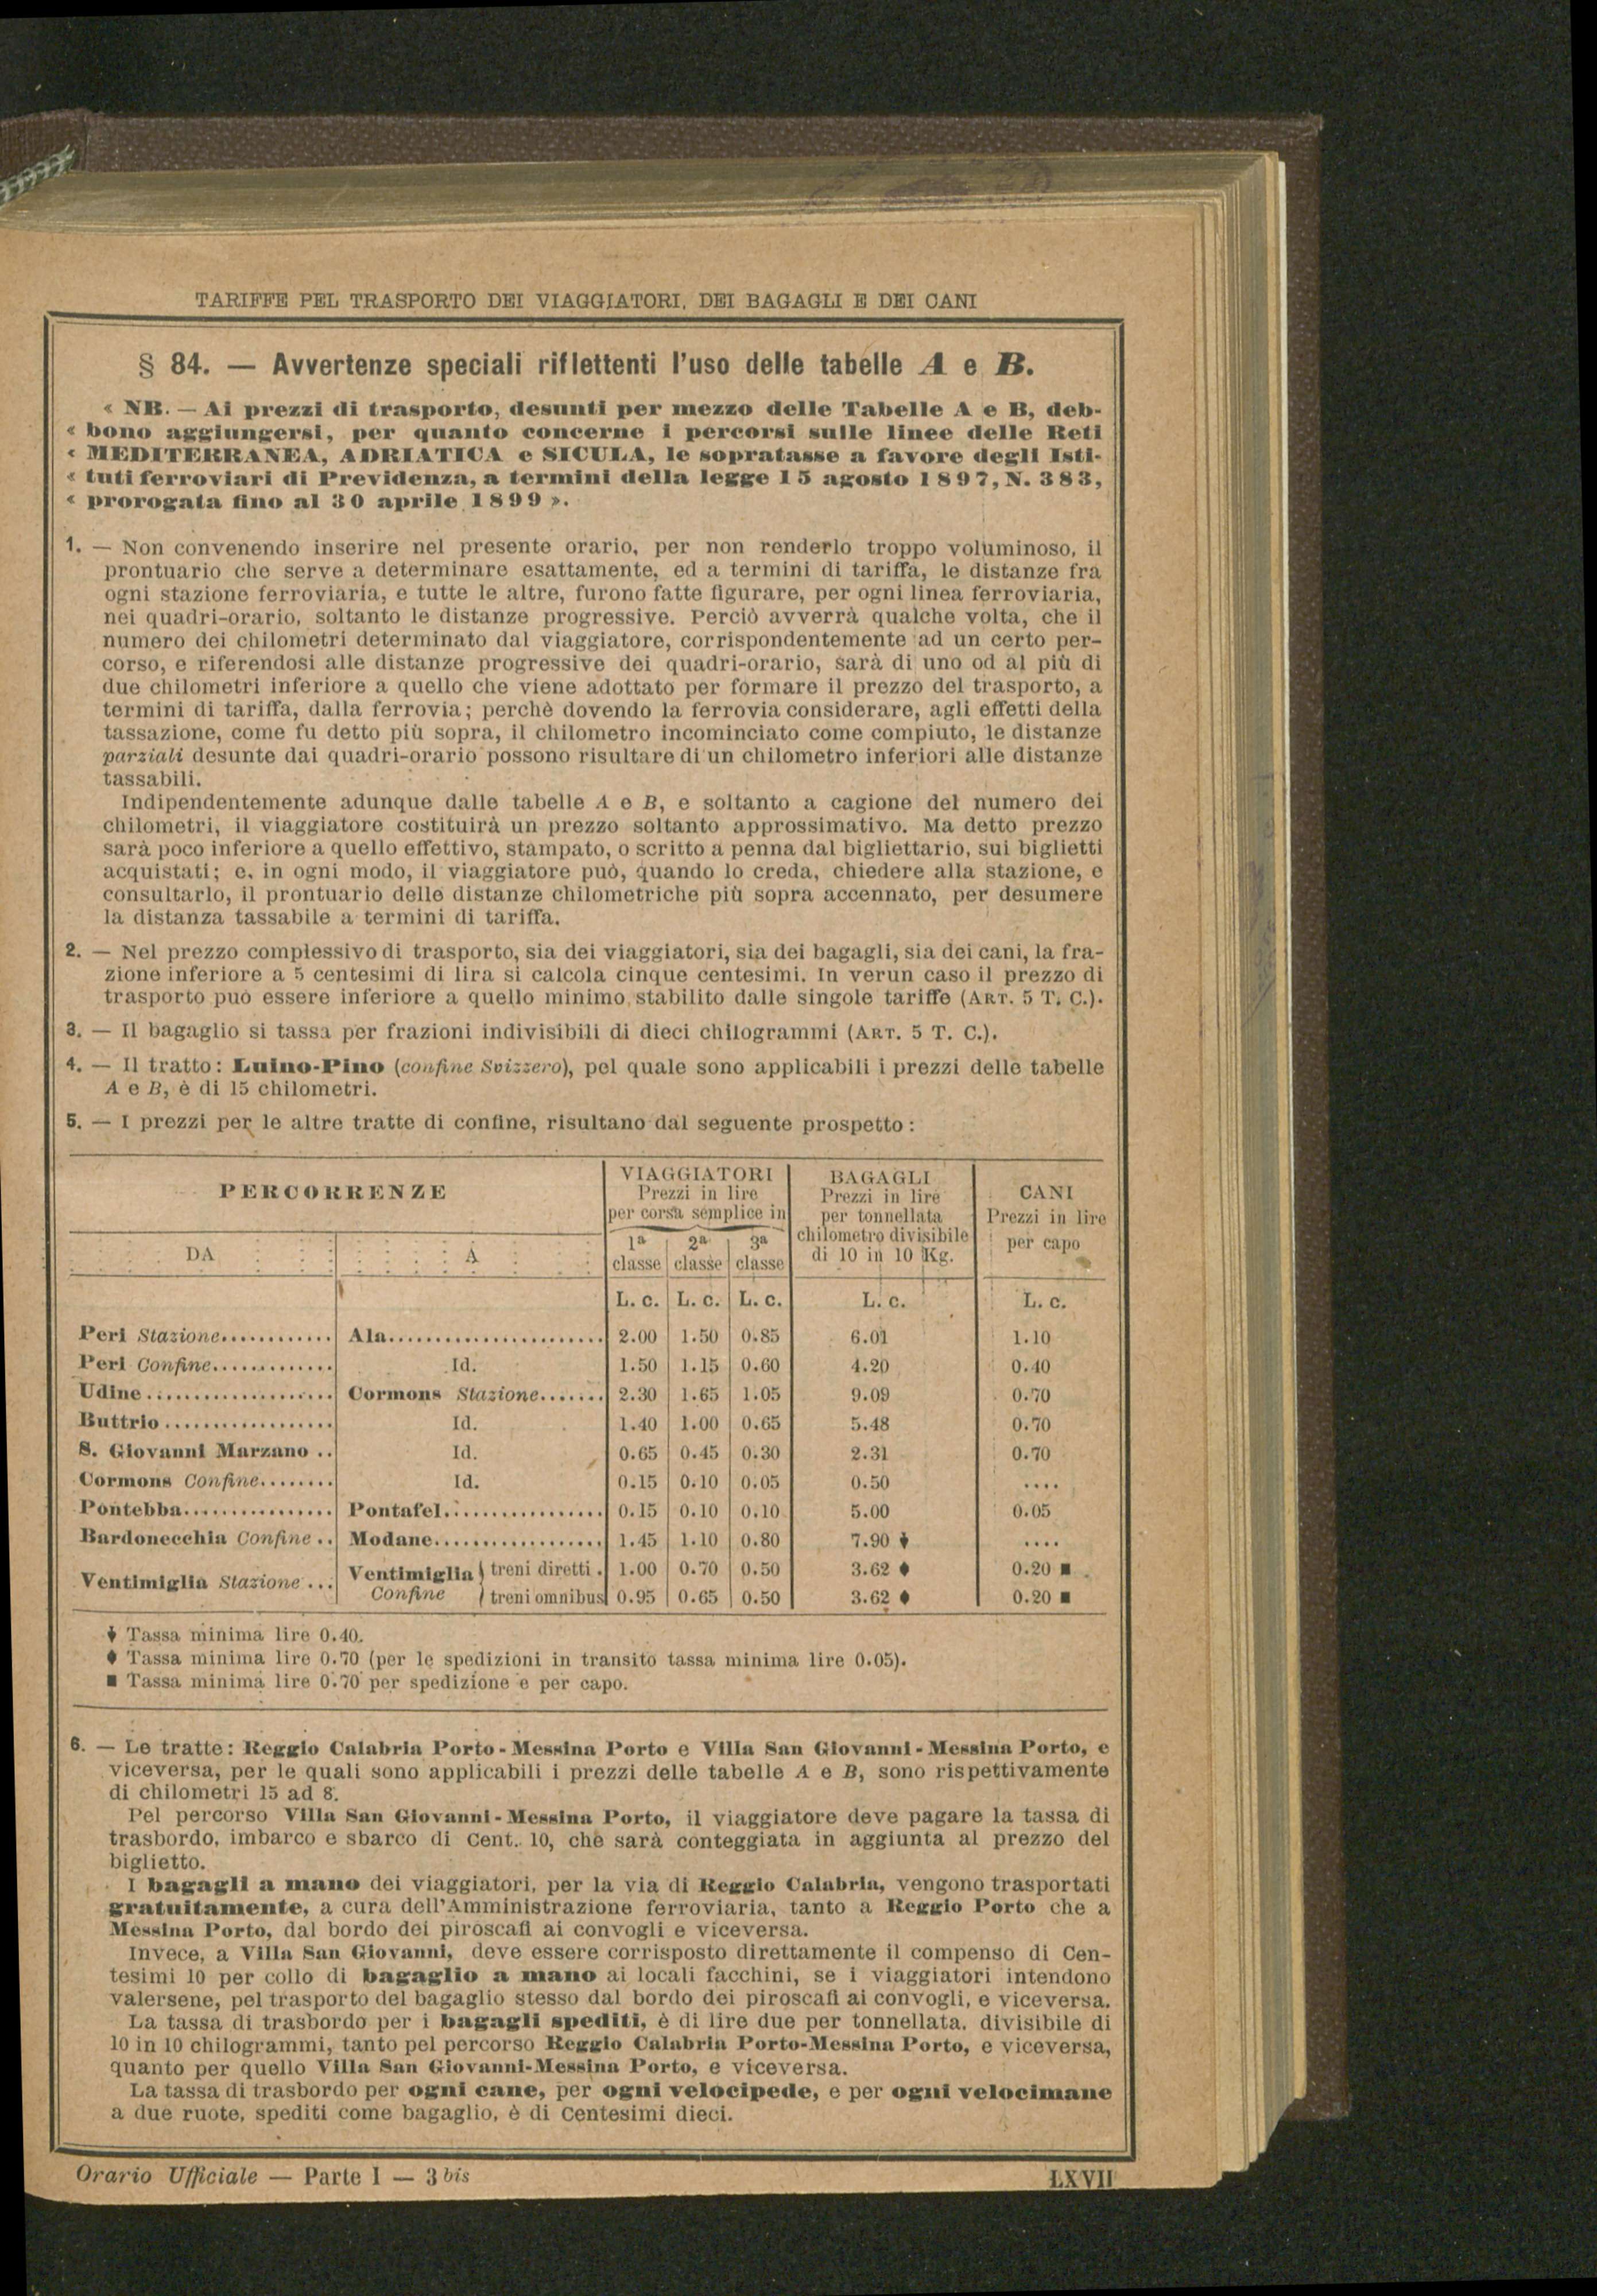 TARIFFE PEL TRASPORTO DEI VIAGGIATORI, DEI BAGAGLI E DEI CANI
§ 84. — Avvertenze speciali riflettenti l'uso delle tabelle A e B.
« NB. — Ai prezzi di trasporto, desunti per mezzo delle Tabelle A e B, deb-
« bono aggiungersi, per quanto concerne i percorsi sulle linee delle Reti
« MEDITERRANEA, ADRIATICA e SICULA, le sopratasse a favore degli Isti-
« tuti ferroviari di Previdenza, a termini della legge 15 agosto 1897, N. 383,
« prorogata fino al 30 aprile 1899 ».
1. — Non convenendo inserire nel presente orario, per non renderlo troppo voluminoso, il
prontuario che serve a determinare esattamente, ed a termini di tariffa, le distanze fra
ogni stazione ferroviaria, e tutte le altre, furono fatte figurare, per ogni linea ferroviaria,
nei quadri-orario, soltanto le distanze progressive. Perciò avverrà qualche volta, che il
numero dei chilometri determinato dal viaggiatore, corrispondentemente ad un certo per-
corso, e riferendosi alle distanze progressive dei quadri-orario, sarà di uno od al più di
due chilometri inferiore a quello che viene adottato per formare il prezzo del trasporto, a
termini di tariffa, dalla ferrovia; perchè dovendo la ferrovia considerare, agli effetti della
tassazione, come fu detto più sopra, il chilometro incominciato come compiuto, le distanze
parziali desunte dai quadri-orario possono risultare di un chilometro inferiori alle distanze
tassabili.
Indipendentemente adunque dalle tabelle A e B, e soltanto a cagione del numero dei
chilometri, il viaggiatore costituirà un prezzo soltanto approssimativo. Ma detto prezzo
sarà poco inferiore a quello effettivo, stampato, o scritto a penna dal bigliettario, sui biglietti
acquistati; e, in ogni modo, il viaggiatore può, quando lo creda, chiedere alla stazione, e
consultarlo, il prontuario delle distanze chilometriche più sopra accennato, per desumere
la distanza tassabile a termini di tariffa.
2. — Nel prezzo complessivo di trasporto, sia dei viaggiatori, sia dei bagagli, sia dei cani, la fra-
zione inferiore a 5 centesimi di lira si calcola cinque centesimi. In verun caso il prezzo di
trasporto può essere inferiore a quello minimo stabilito dalle singole tariffe (ART. 5 T. C.).
3. — Il bagaglio si tassa per frazioni indivisibili di dieci chilogrammi (ART. 5 T. C.).
4. — Il tratto: Luino-Pino (confine Svizzero), pel quale sono applicabili i prezzi delle tabelle
A e B, è di 15 chilometri.
5. — I prezzi per le altre tratte di confine, risultano dal seguente prospetto:
PERCORRENZE
DA
A
VIAGGIATORI
Prezzi in lire
per corsa semplice in
1ª classe
2ª classe
3ª classe
BAGAGLI
Prezzi in lire
per tonnellata
chilometro divisibile
di 10 in 10 Kg.
CANI
Prezzi in lire
per capo
L. c. L. c. L. c. L. c. L. c.
Peri Stazione............ Ala....................... 2.00 1.50 0.85 6.01 1.10
Peri Confine............. Id. 1.50 1.15 0.60 4.20 0.40
Udine.................... Cormons Stazione....... 2.30 1.65 1.05 9.09 0.70
Buttrio.................. Id. 1.40 1.00 0.65 5.48 0.70
S. Giovanni Marzano .. Id. 0.65 0.45 0.30 2.31 0.70
Cormons Confine........ Id. 0.15 0.10 0.05 0.50 ....
Pontebba................ Pontafel................. 0.15 0.10 0.10 5.00 0.05
Bardonecchia Confine .. Modane.................. 1.45 1.10 0.80 7.90 ⧫ ....
Ventimiglia Stazione ... Ventimiglia Confine treni diretti . 1.00 0.70 0.50 3.62 ♦ 0.20 ■
treni omnibus 0.95 0.65 0.50 3.62 ♦ 0.20 ■
⧫ Tassa minima lire 0.40.
♦ Tassa minima lire 0.70 (per le spedizioni in transito tassa minima lire 0.05).
■ Tassa minima lire 0.70 per spedizione e per capo.
6. — Le tratte: Reggio Calabria Porto - Messina Porto e Villa San Giovanni - Messina Porto, e
viceversa, per le quali sono applicabili i prezzi delle tabelle A e B, sono rispettivamente
di chilometri 15 ad 8.
Pel percorso Villa San Giovanni - Messina Porto, il viaggiatore deve pagare la tassa di
trasbordo, imbarco e sbarco di Cent. 10, che sarà conteggiata in aggiunta al prezzo del
biglietto.
I bagagli a mano dei viaggiatori, per la via di Reggio Calabria, vengono trasportati
gratuitamente, a cura dell'Amministrazione ferroviaria, tanto a Reggio Porto che a
Messina Porto, dal bordo dei piroscafi ai convogli e viceversa.
Invece, a Villa San Giovanni, deve essere corrisposto direttamente il compenso di Cen-
tesimi 10 per collo di bagaglio a mano ai locali facchini, se i viaggiatori intendono
valersene, pel trasporto del bagaglio stesso dal bordo dei piroscafi ai convogli, e viceversa.
La tassa di trasbordo per i bagagli spediti, è di lire due per tonnellata, divisibile di
10 in 10 chilogrammi, tanto pel percorso Reggio Calabria Porto-Messina Porto, e viceversa,
quanto per quello Villa San Giovanni-Messina Porto, e viceversa.
La tassa di trasbordo per ogni cane, per ogni velocipede, e per ogni velocimane
a due ruote, spediti come bagaglio, è di Centesimi dieci.
Orario Ufficiale — Parte I — 3 bis
LXVII